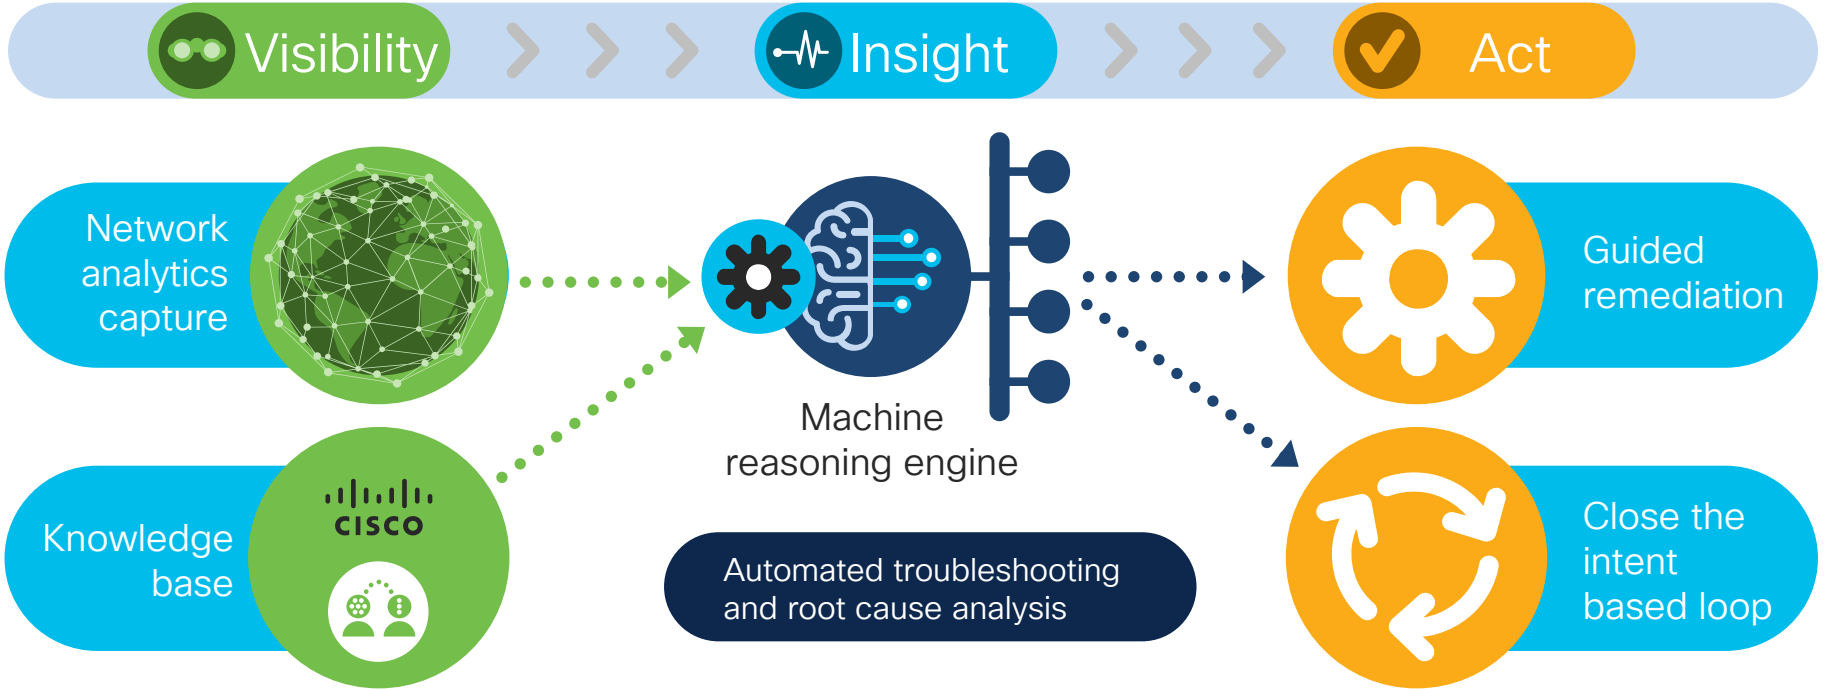 Visibility
Insight
Act
Network
analytics
capture
Guided
remediation
Machine
reasoning engine
CISCO
Knowledge
base
Automated troubleshooting
and root cause analysis
Close the
intent
based loop